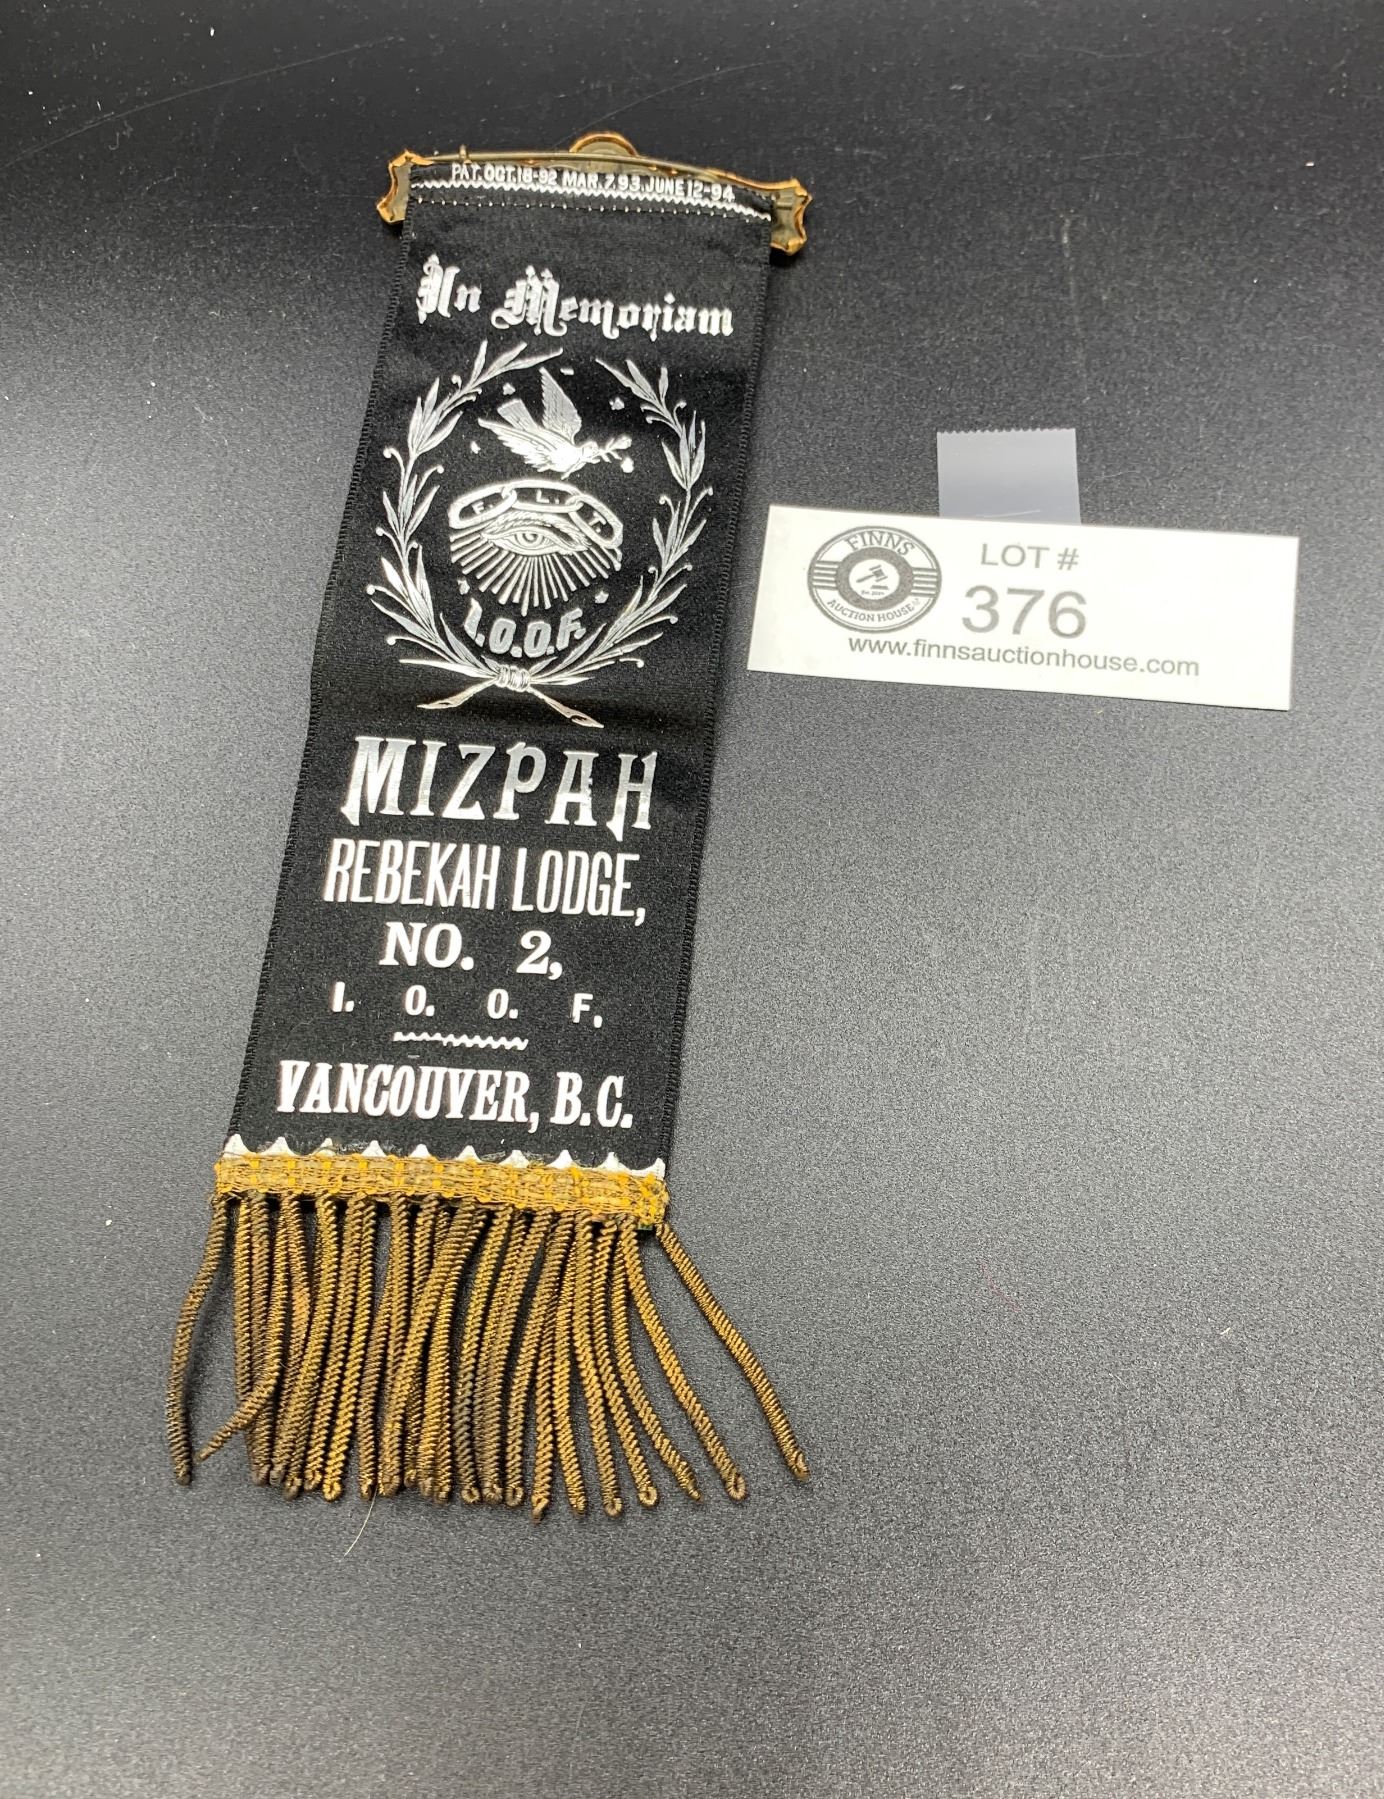 PAT. OCT. 18-92 MAR. 7. 93. JUNE 12-94
In Memoriam
F. L. T.
I.O.O.F.
MIZPAH
REBEKAH LODGE,
NO. 2,
I. O. O. F.
VANCOUVER, B.C.
FINNS
AUCTION HOUSE
LOT #
376
www.finnsauctionhouse.com